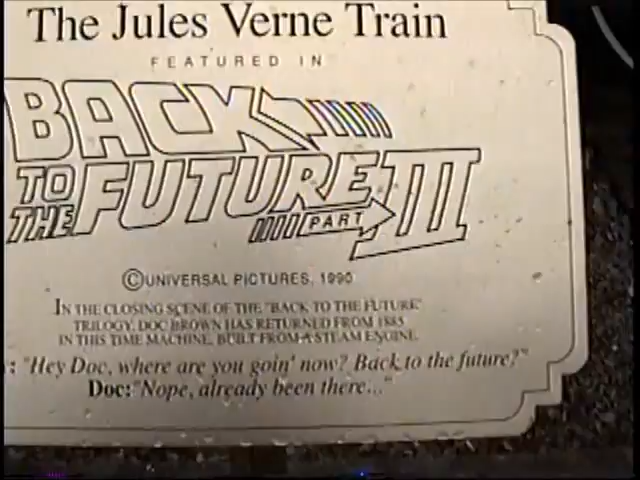 The Jules Verne Train
FEATURED IN
BACK
TO THE FUTURE
PART III
©UNIVERSAL PICTURES, 1990
IN THE CLOSING SCENE OF THE "BACK TO THE FUTURE"
TRILOGY, DOC BROWN HAS RETURNED FROM 1885
IN THIS TIME MACHINE, BUILT FROM A STEAM ENGINE.
: "Hey Doc, where are you goin' now? Back to the future?"
Doc: "Nope, already been there..."